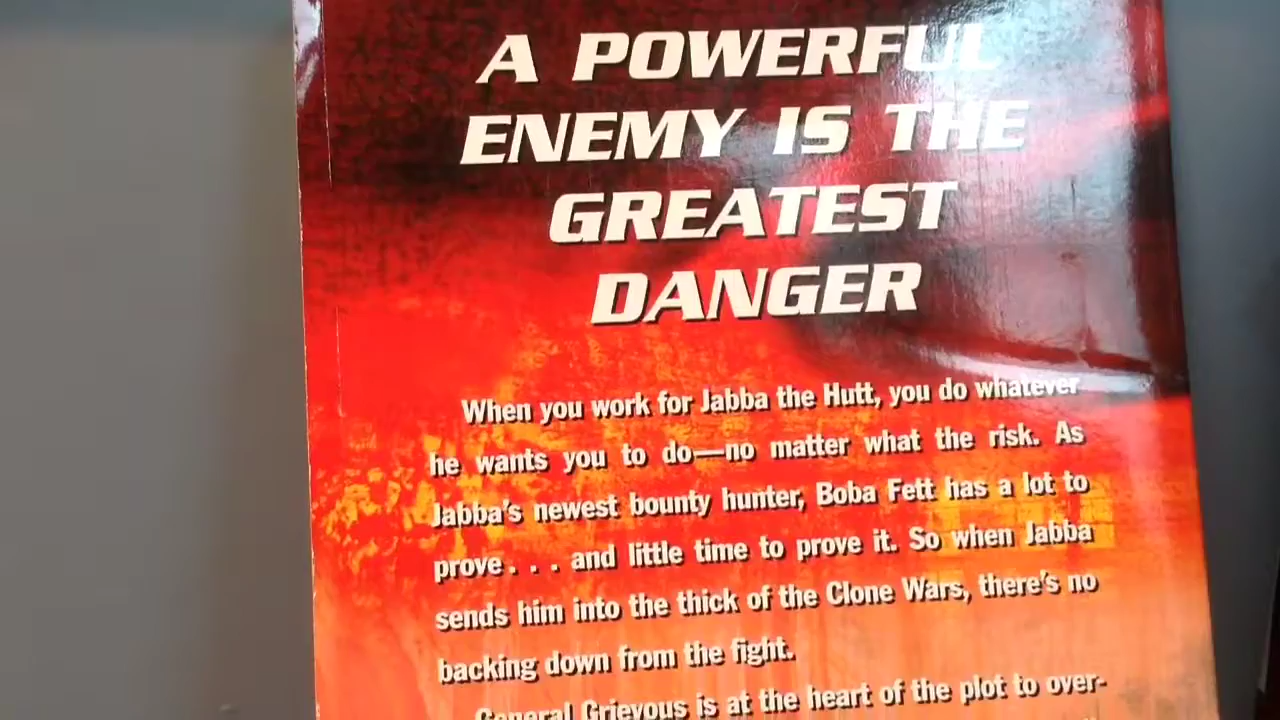 A POWERFUL
ENEMY IS THE
GREATEST
DANGER
When you work for Jabba the Hutt, you do whatever
he wants you to do—no matter what the risk. As
Jabba's newest bounty hunter, Boba Fett has a lot to
prove . . . and little time to prove it. So when Jabba
sends him into the thick of the Clone Wars, there's no
backing down from the fight.
General Grievous is at the heart of the plot to over-